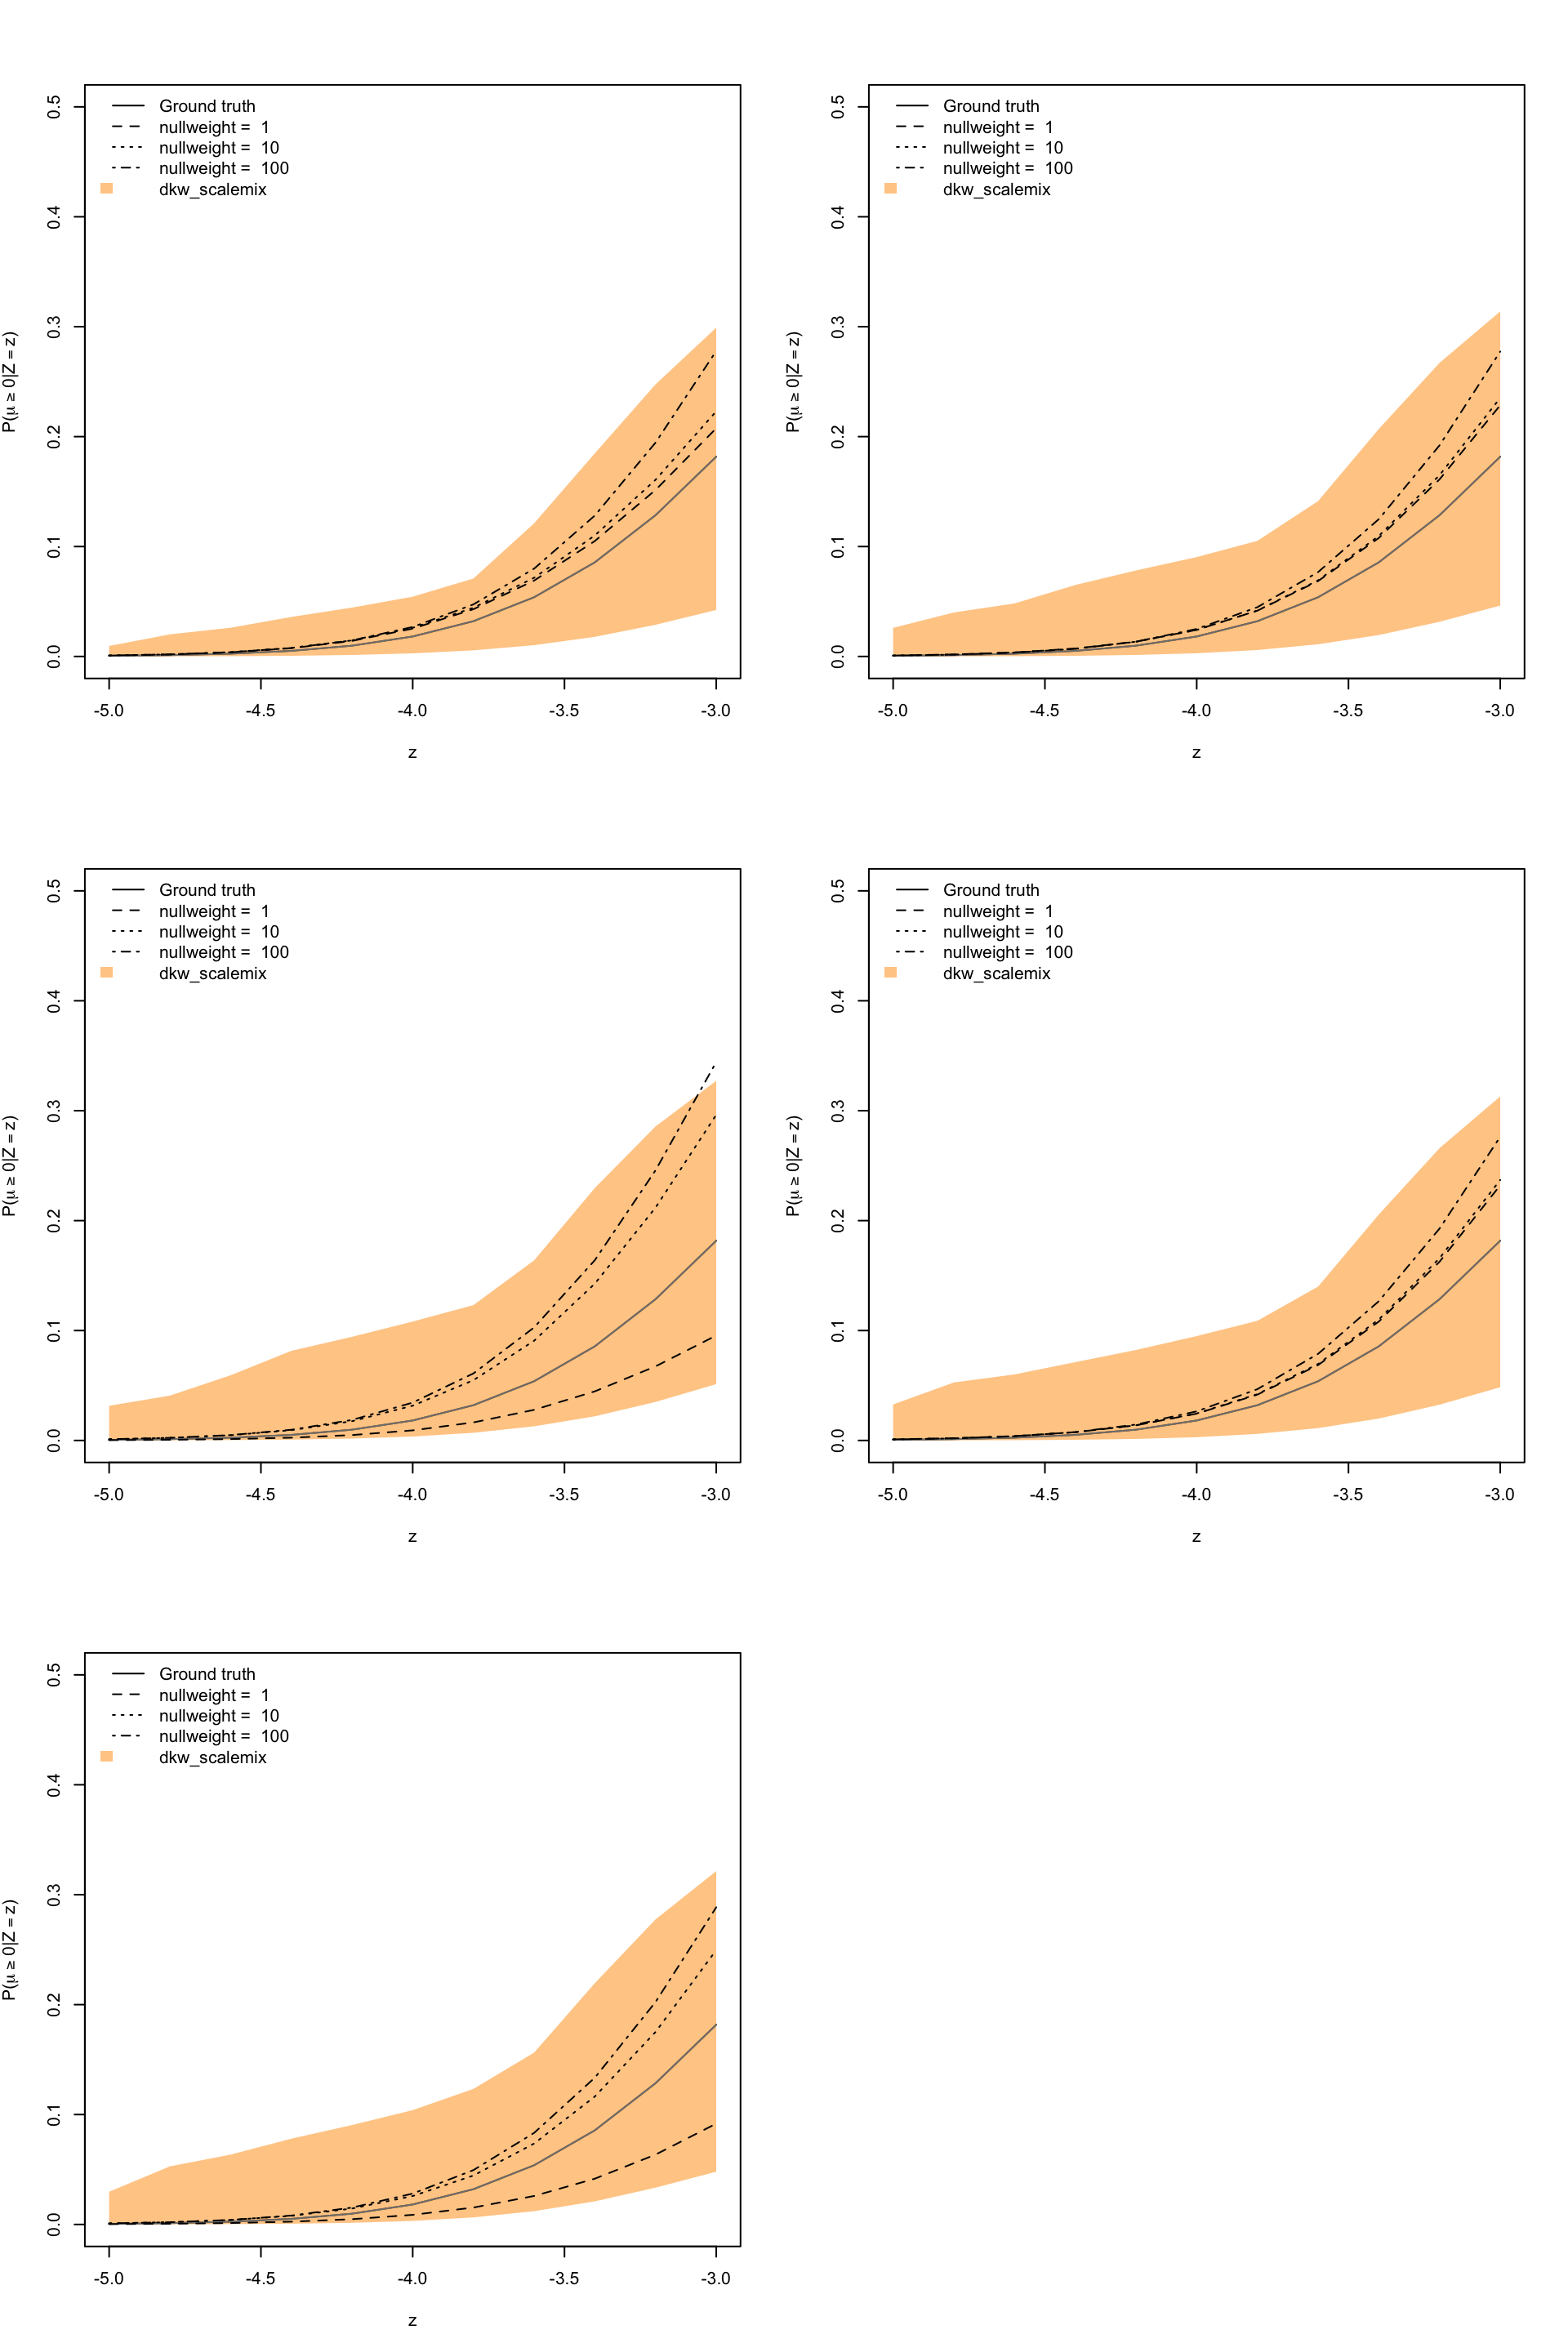 Ground truth
nullweight = 1
nullweight = 10
nullweight = 100
dkw_scalemix
0.5
0.4
0.3
0.2
0.1
0.0
P(μ ≥ 0|Z = z)
-5.0 -4.5 -4.0 -3.5 -3.0
z
Ground truth
nullweight = 1
nullweight = 10
nullweight = 100
dkw_scalemix
0.5
0.4
0.3
0.2
0.1
0.0
P(μ ≥ 0|Z = z)
-5.0 -4.5 -4.0 -3.5 -3.0
z
Ground truth
nullweight = 1
nullweight = 10
nullweight = 100
dkw_scalemix
0.5
0.4
0.3
0.2
0.1
0.0
P(μ ≥ 0|Z = z)
-5.0 -4.5 -4.0 -3.5 -3.0
z
Ground truth
nullweight = 1
nullweight = 10
nullweight = 100
dkw_scalemix
0.5
0.4
0.3
0.2
0.1
0.0
P(μ ≥ 0|Z = z)
-5.0 -4.5 -4.0 -3.5 -3.0
z
Ground truth
nullweight = 1
nullweight = 10
nullweight = 100
dkw_scalemix
0.5
0.4
0.3
0.2
0.1
0.0
P(μ ≥ 0|Z = z)
-5.0 -4.5 -4.0 -3.5 -3.0
z